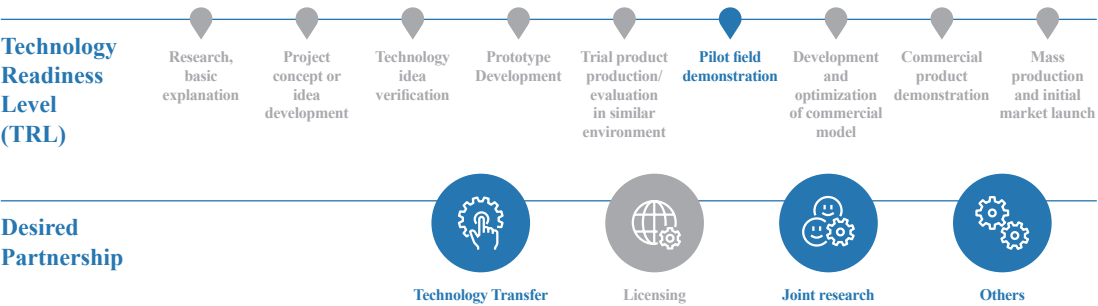 Technology
Readiness
Level
(TRL)
Research,
basic
explanation
Project
concept or
idea
development
Technology
idea
verification
Prototype
Development
Trial product
production/
evaluation
in similar
environment
Pilot field
demonstration
Development
and
optimization
of commercial
model
Commercial
product
demonstration
Mass
production
and initial
market launch
Desired
Partnership
Technology Transfer
Licensing
Joint research
Others